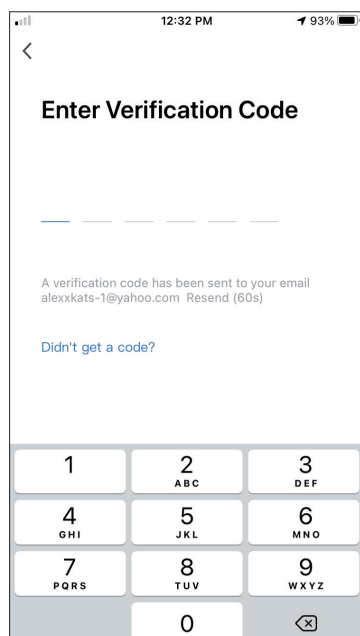 12:32 PM 93%
Enter Verification Code
A verification code has been sent to your email
alexxkats-1@yahoo.com Resend (60s)
Didn't get a code?
1 2 3
ABC DEF
4 5 6
GHI JKL MNO
7 8 9
PQRS TUV WXYZ
0